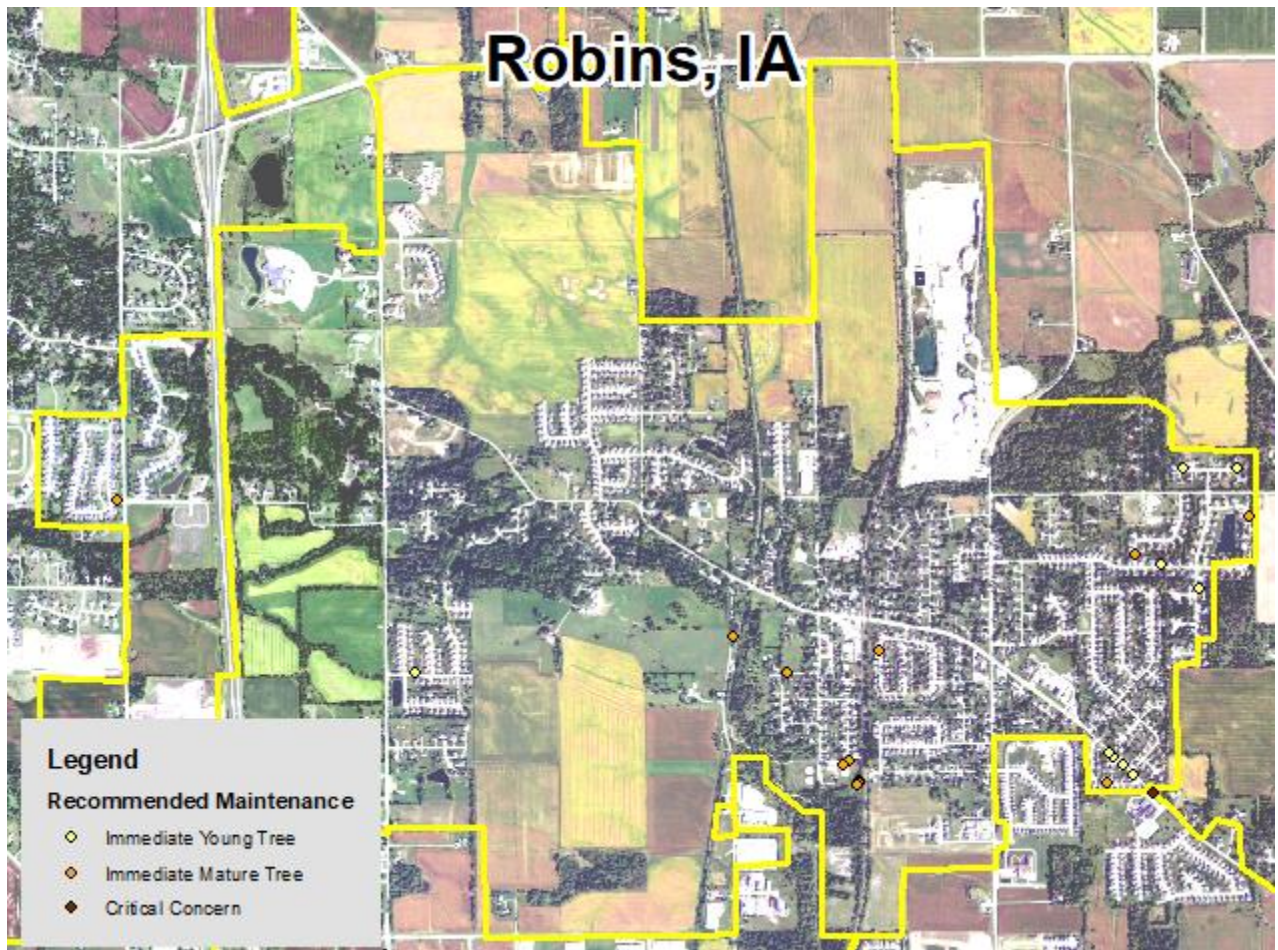 Robins, IA
Legend
Recommended Maintenance
Immediate Young Tree
Immediate Mature Tree
Critical Concern